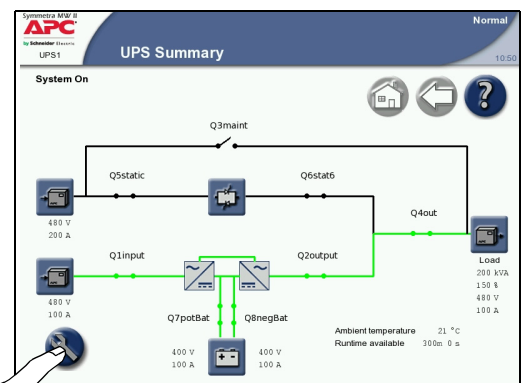 Symmetra MW II
APC
by Schneider Electric
UPS1
UPS Summary
Normal
10:50
System On
?
Q3maint
Q5static
Q6stat6
Q4out
480 V
200 A
Q1input
Q2output
Load
200 kVA
150 %
480 V
100 A
480 V
100 A
Q7potBat
Q8negBat
400 V
100 A
400 V
100 A
Ambient temperature 21 °C
Runtime available 300m 0 s